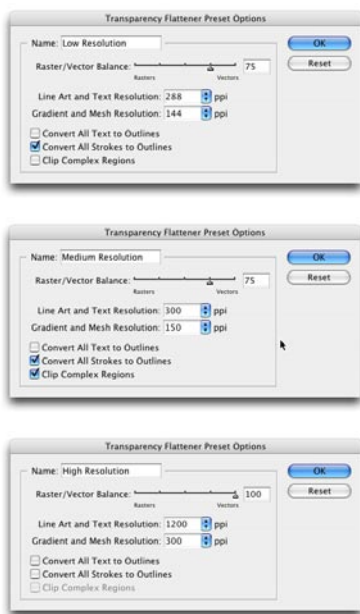 Transparency Flattener Preset Options
Name: Low Resolution
OK
Raster/Vector Balance: 75
Reset
Rasters Vectors
Line Art and Text Resolution: 288 ppi
Gradient and Mesh Resolution: 144 ppi
Convert All Text to Outlines
Convert All Strokes to Outlines
Clip Complex Regions
Transparency Flattener Preset Options
Name: Medium Resolution
OK
Raster/Vector Balance: 75
Reset
Rasters Vectors
Line Art and Text Resolution: 300 ppi
Gradient and Mesh Resolution: 150 ppi
Convert All Text to Outlines
Convert All Strokes to Outlines
Clip Complex Regions
Transparency Flattener Preset Options
Name: High Resolution
OK
Raster/Vector Balance: 100
Reset
Rasters Vectors
Line Art and Text Resolution: 1200 ppi
Gradient and Mesh Resolution: 300 ppi
Convert All Text to Outlines
Convert All Strokes to Outlines
Clip Complex Regions